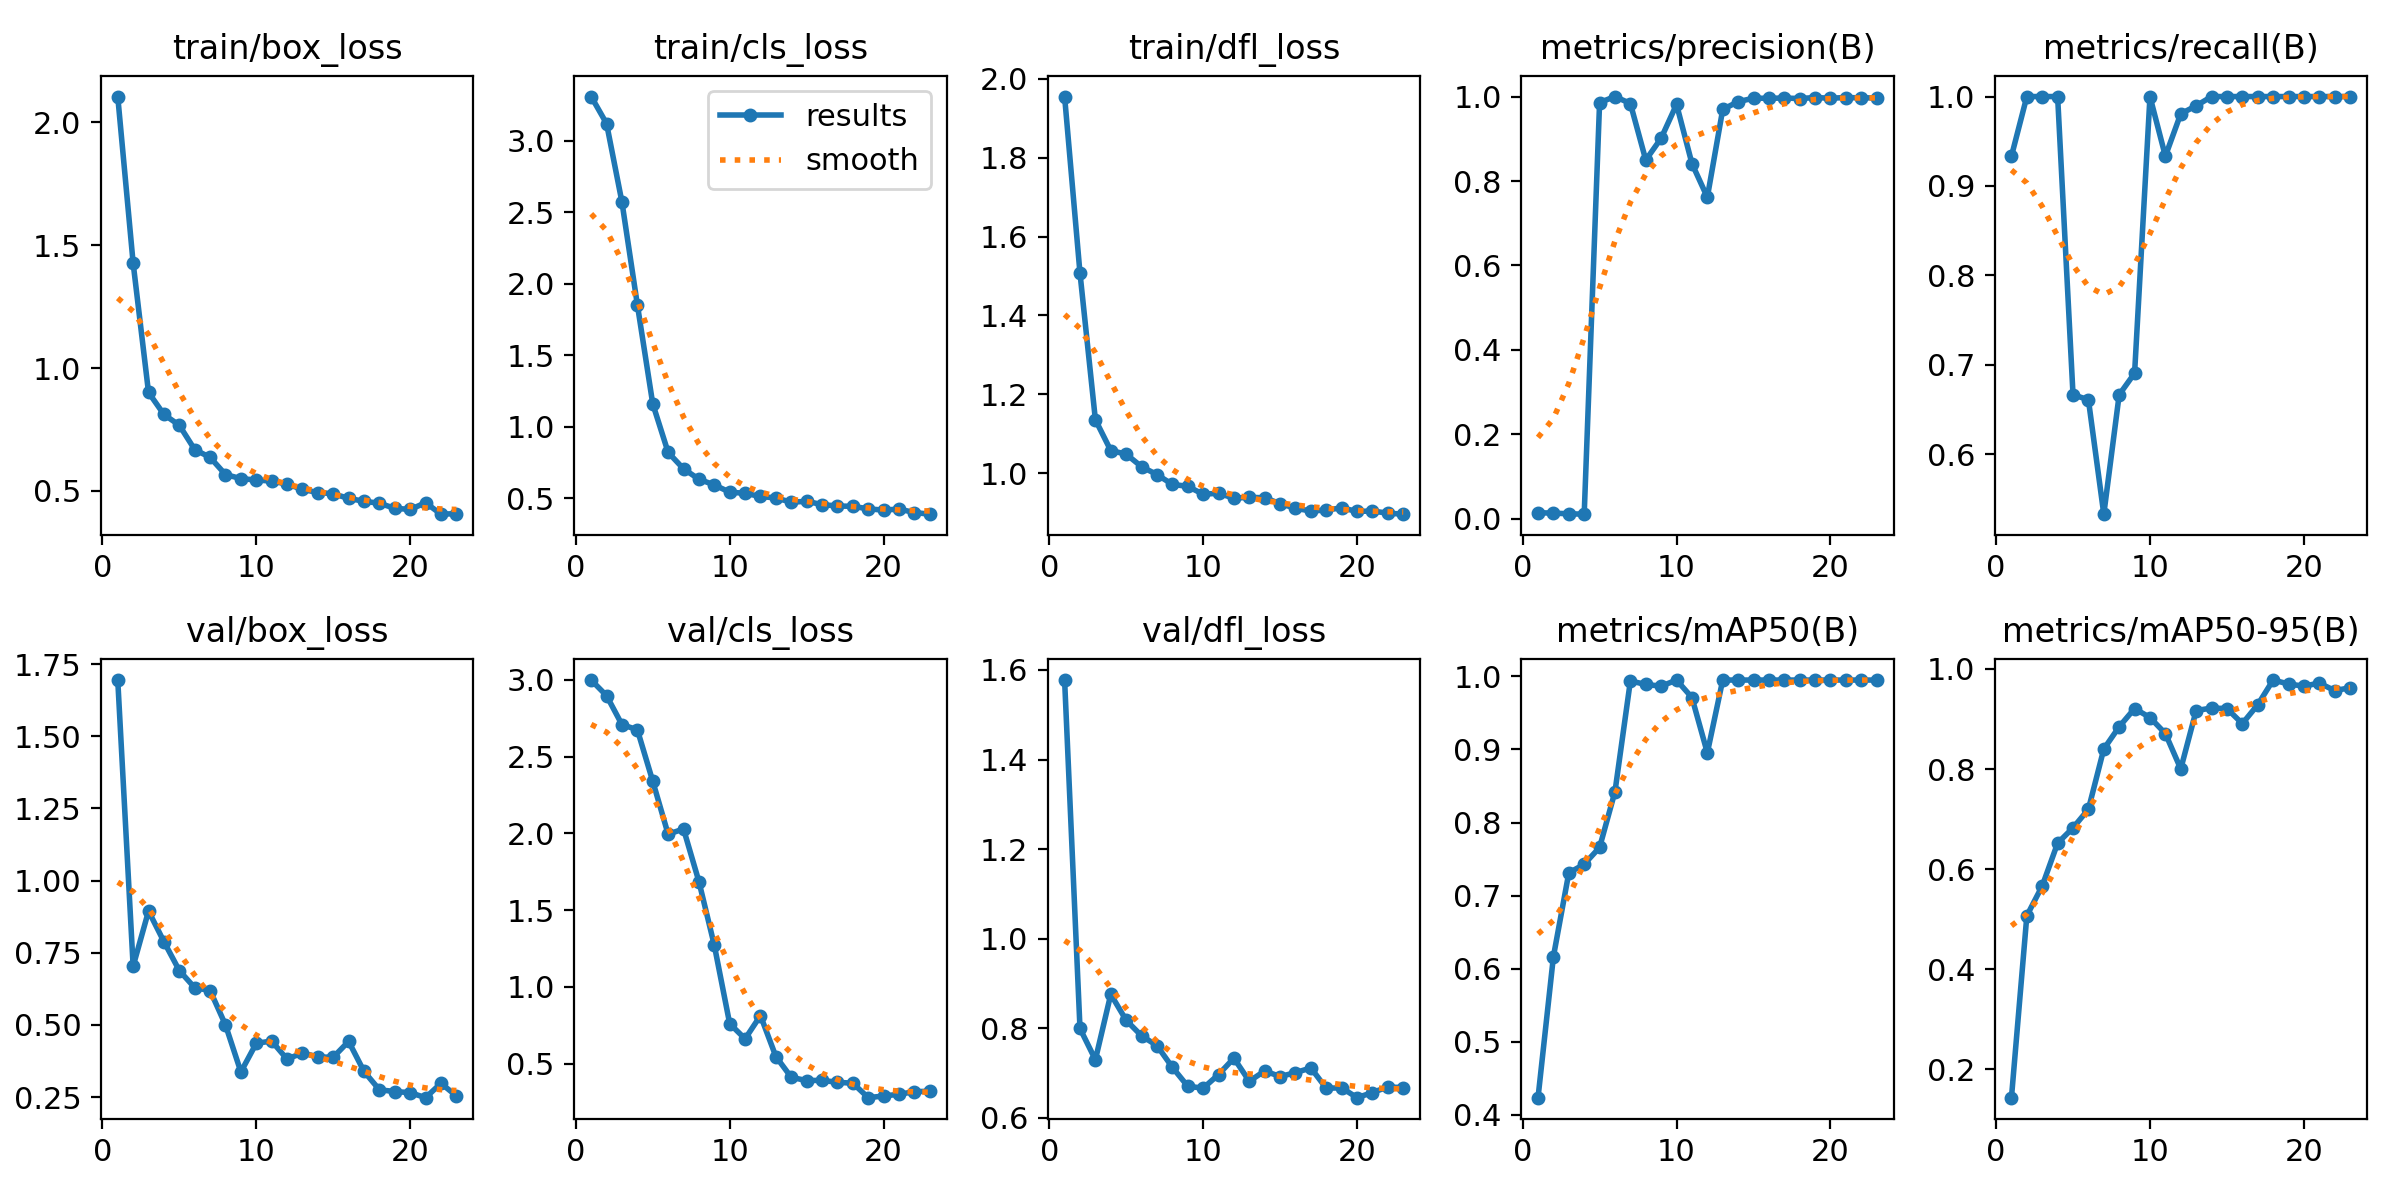 train/box_loss
2.0
1.5
1.0
0.5
0 10 20
train/cls_loss
results
smooth
3.0
2.5
2.0
1.5
1.0
0.5
0 10 20
train/dfl_loss
2.0
1.8
1.6
1.4
1.2
1.0
0 10 20
metrics/precision(B)
1.0
0.8
0.6
0.4
0.2
0.0
0 10 20
metrics/recall(B)
1.0
0.9
0.8
0.7
0.6
0 10 20
val/box_loss
1.75
1.50
1.25
1.00
0.75
0.50
0.25
0 10 20
val/cls_loss
3.0
2.5
2.0
1.5
1.0
0.5
0 10 20
val/dfl_loss
1.6
1.4
1.2
1.0
0.8
0.6
0 10 20
metrics/mAP50(B)
1.0
0.9
0.8
0.7
0.6
0.5
0.4
0 10 20
metrics/mAP50-95(B)
1.0
0.8
0.6
0.4
0.2
0 10 20